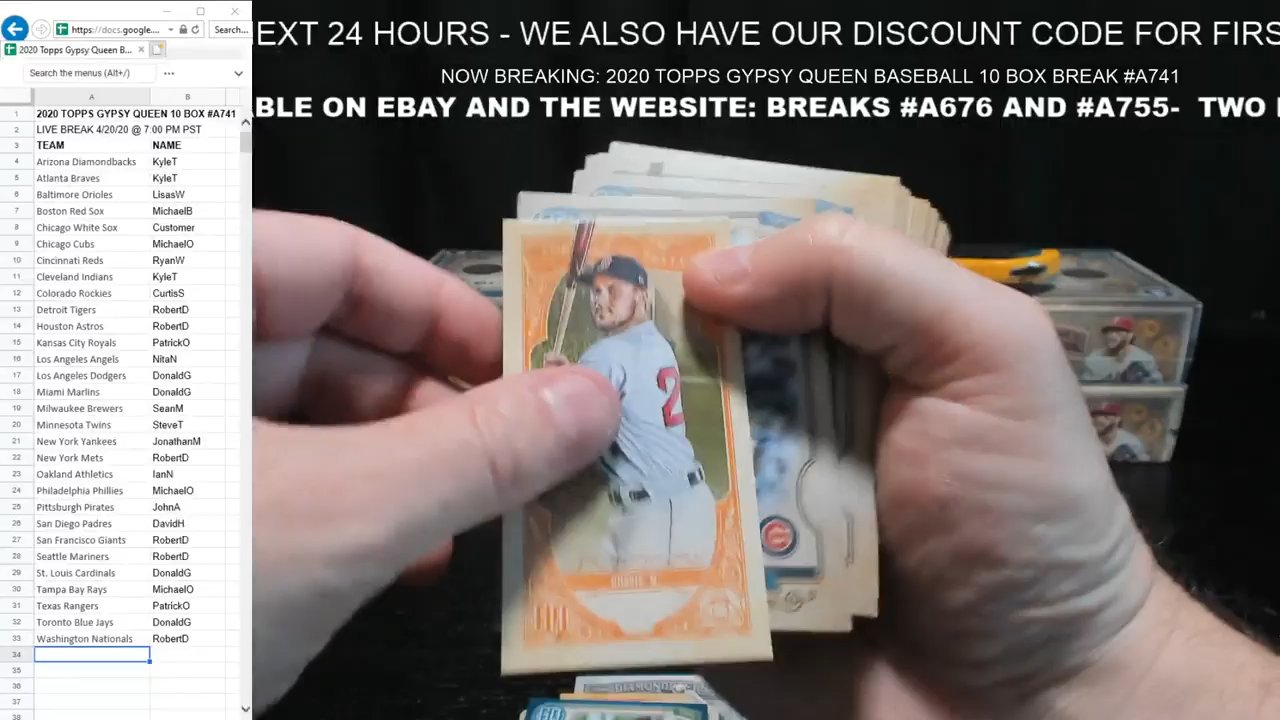 https://docs.google....
Search...
2020 Topps Gypsy Queen B...
Search the menus (Alt+/)
A B
1 2020 TOPPS GYPSY QUEEN 10 BOX #A741
2 LIVE BREAK 4/20/20 @ 7:00 PM PST
3 TEAM NAME
4 Arizona Diamondbacks KyleT
5 Atlanta Braves KyleT
6 Baltimore Orioles LisasW
7 Boston Red Sox MichaelB
8 Chicago White Sox Customer
9 Chicago Cubs MichaelO
10 Cincinnati Reds RyanW
11 Cleveland Indians KyleT
12 Colorado Rockies CurtisS
13 Detroit Tigers RobertD
14 Houston Astros RobertD
15 Kansas City Royals PatrickO
16 Los Angeles Angels NitaN
17 Los Angeles Dodgers DonaldG
18 Miami Marlins DonaldG
19 Milwaukee Brewers SeanM
20 Minnesota Twins SteveT
21 New York Yankees JonathanM
22 New York Mets RobertD
23 Oakland Athletics IanN
24 Philadelphia Phillies MichaelO
25 Pittsburgh Pirates JohnA
26 San Diego Padres DavidH
27 San Francisco Giants RobertD
28 Seattle Mariners RobertD
29 St. Louis Cardinals DonaldG
30 Tampa Bay Rays MichaelO
31 Texas Rangers PatrickO
32 Toronto Blue Jays DonaldG
33 Washington Nationals RobertD
34
35
36
37
38
EXT 24 HOURS - WE ALSO HAVE OUR DISCOUNT CODE FOR FIRS
NOW BREAKING: 2020 TOPPS GYPSY QUEEN BASEBALL 10 BOX BREAK #A741
ABLE ON EBAY AND THE WEBSITE: BREAKS #A676 AND #A755- TWO
2
DIAMOND
GQ